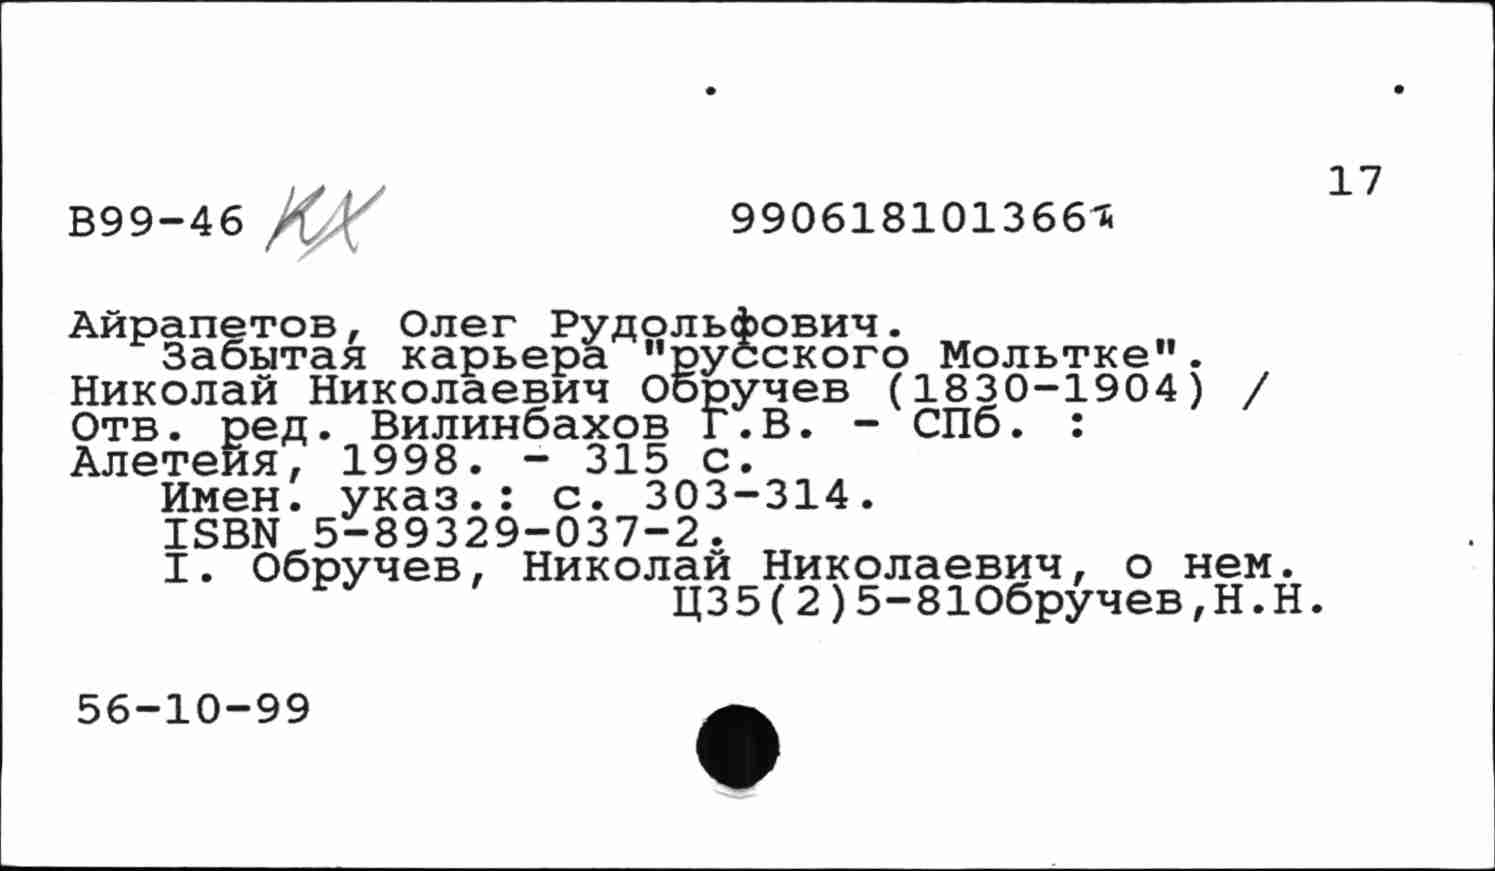 17
В99-46 КХ 990618101366
Айрапетов, Олег Рудольфович.
Забытая карьера "русского Мольтке".
Николай Николаевич Обручев (1830-1904) /
Отв. ред. Вилинбахов Г.В. - СПб. :
Алетейя, 1998. - 315 с.
Имен. указ.: с. 303-314.
ISBN 5-89329-037-2.
I. Обручев, Николай Николаевич, о нем.
Ц35(2)5-81Обручев,Н.Н.
56-10-99